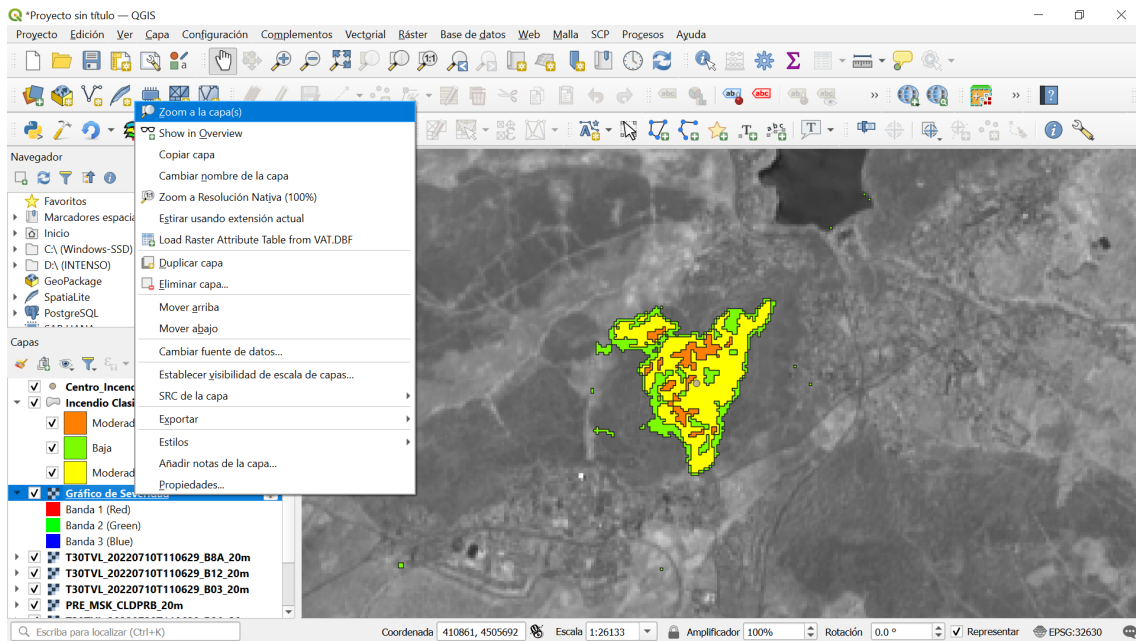 *Proyecto sin título — QGIS
Proyecto Edición Ver Capa Configuración Complementos Vectorial Ráster Base de datos Web Malla SCP Procesos Ayuda
Zoom a la capa(s)
Show in Overview
Copiar capa
Cambiar nombre de la capa
Zoom a Resolución Nativa (100%)
Estirar usando extensión actual
Load Raster Attribute Table from VAT.DBF
Duplicar capa
Eliminar capa...
Mover arriba
Mover abajo
Cambiar fuente de datos...
Establecer visibilidad de escala de capas...
SRC de la capa
Exportar
Estilos
Añadir notas de la capa...
Propiedades...
Navegador
Favoritos
Marcadores espacia
Inicio
C:\ (Windows-SSD)
D:\ (INTENSO)
GeoPackage
SpatiaLite
PostgreSQL
Capas
Centro_Incend
Incendio Clasi
Moderad
Baja
Moderad
Gráfico de Severidad
Banda 1 (Red)
Banda 2 (Green)
Banda 3 (Blue)
T30TVL_20220710T110629_B8A_20m
T30TVL_20220710T110629_B12_20m
T30TVL_20220710T110629_B03_20m
PRE_MSK_CLDPRB_20m
Escriba para localizar (Ctrl+K)
Coordenada 410861, 4505692 Escala 1:26133 Amplificador 100% Rotación 0.0 ° Representar EPSG:32630